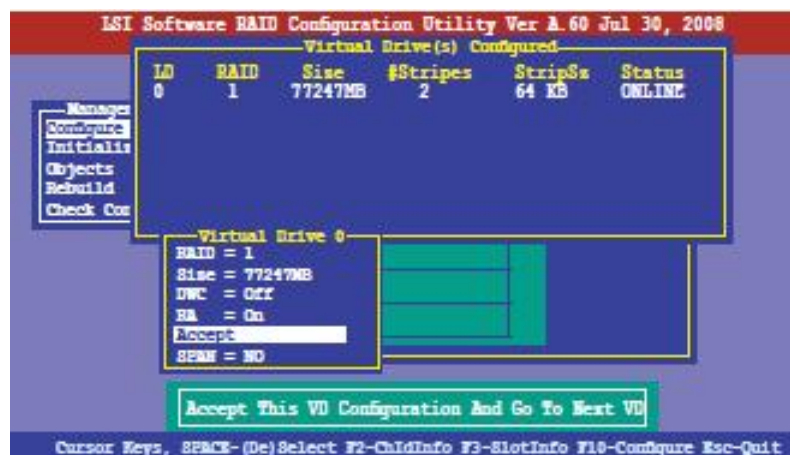 LSI Software RAID Configuration Utility Ver A.60 Jul 30, 2008
Virtual Drive(s) Configured
LD RAID Size #Stripes StripSz Status
0 1 77247MB 2 64 KB ONLINE
Configure
Objects
Rebuild
Check
Virtual Drive 0
RAID = 1
Size = 77247MB
DWC = Off
RA = On
Accept
SPAN = NO
Accept This VD Configuration And Go To Next VD
Cursor Keys, SPACE-(De)Select F2-ChIdInfo F3-SlotInfo F10-Configure Esc-Quit